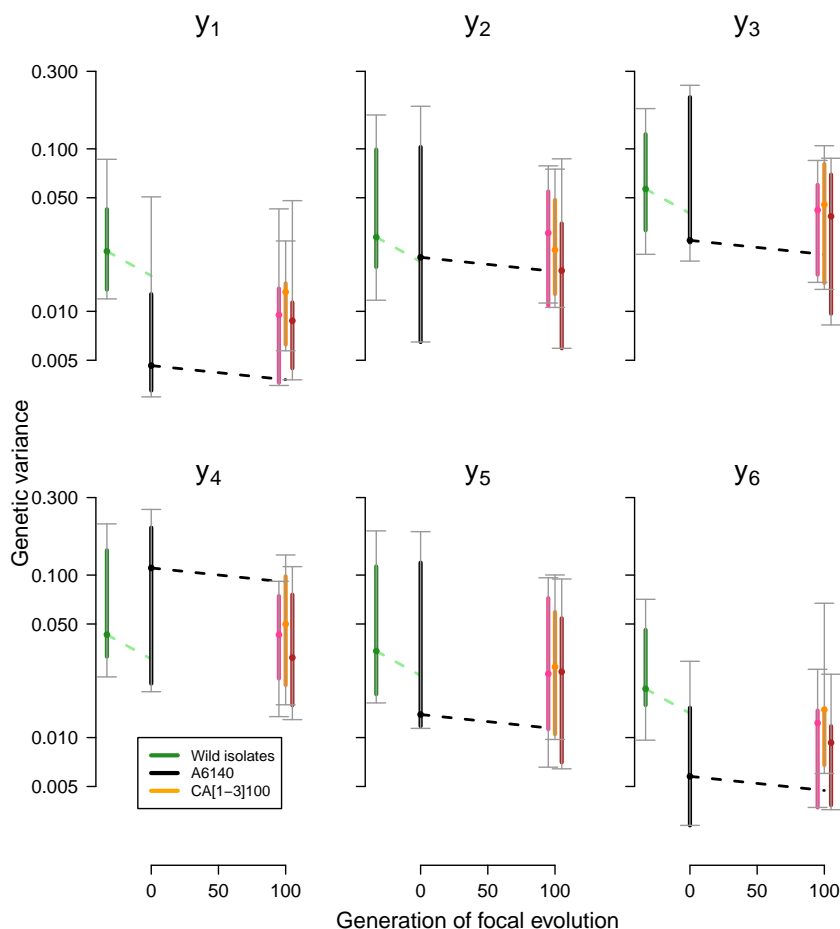 y1 y2 y3
0.300
0.100
0.050
0.010
0.005
Genetic variance
y4 y5 y6
0.300
0.100
0.050
0.010
0.005
Wild isolates
A6140
CA[1−3]100
0 50 100 0 50 100 0 50 100
Generation of focal evolution